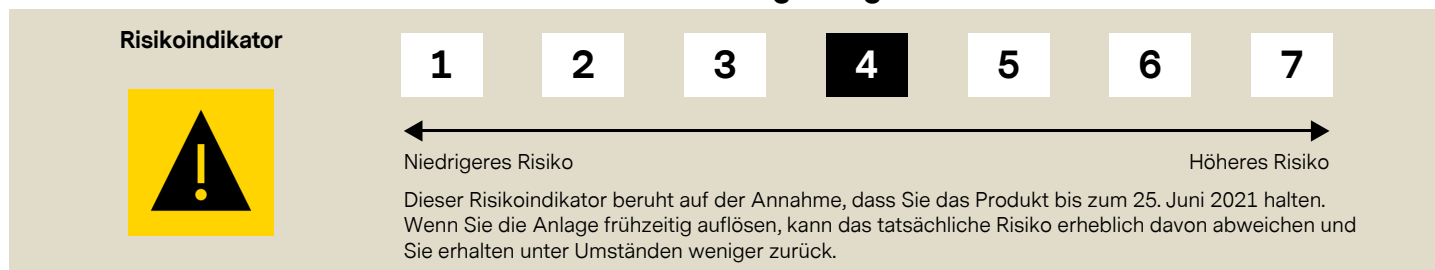 Risikoindikator
1 2 3 4 5 6 7
Niedrigeres Risiko Höheres Risiko
Dieser Risikoindikator beruht auf der Annahme, dass Sie das Produkt bis zum 25. Juni 2021 halten.
Wenn Sie die Anlage frühzeitig auflösen, kann das tatsächliche Risiko erheblich davon abweichen und
Sie erhalten unter Umständen weniger zurück.